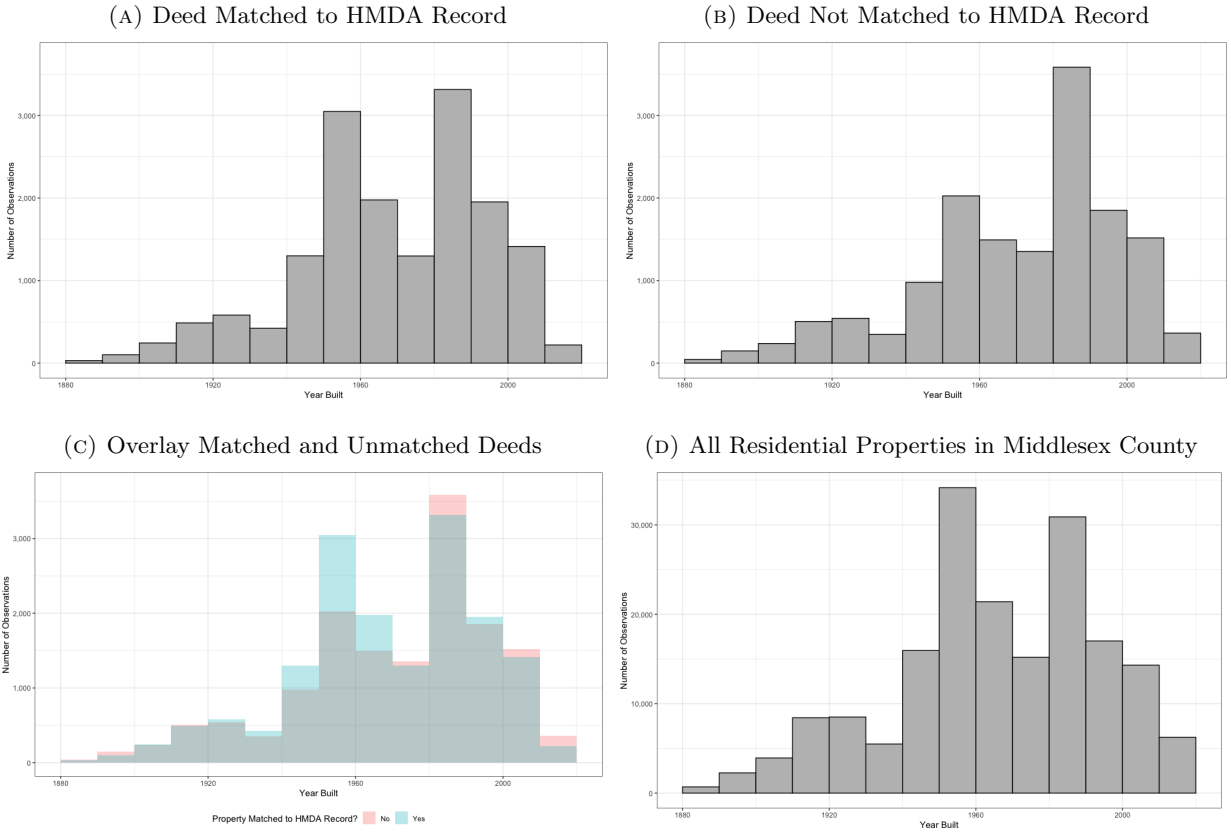 (A) Deed Matched to HMDA Record
3,000
2,000
1,000
0
Number of Observations
1880 1920 1960 2000
Year Built
(B) Deed Not Matched to HMDA Record
3,000
2,000
1,000
0
Number of Observations
1880 1920 1960 2000
Year Built
(C) Overlay Matched and Unmatched Deeds
3,000
2,000
1,000
0
Number of Observations
1880 1920 1960 2000
Year Built
Property Matched to HMDA Record? No Yes
(D) All Residential Properties in Middlesex County
30,000
20,000
10,000
0
Number of Observations
1880 1920 1960 2000
Year Built